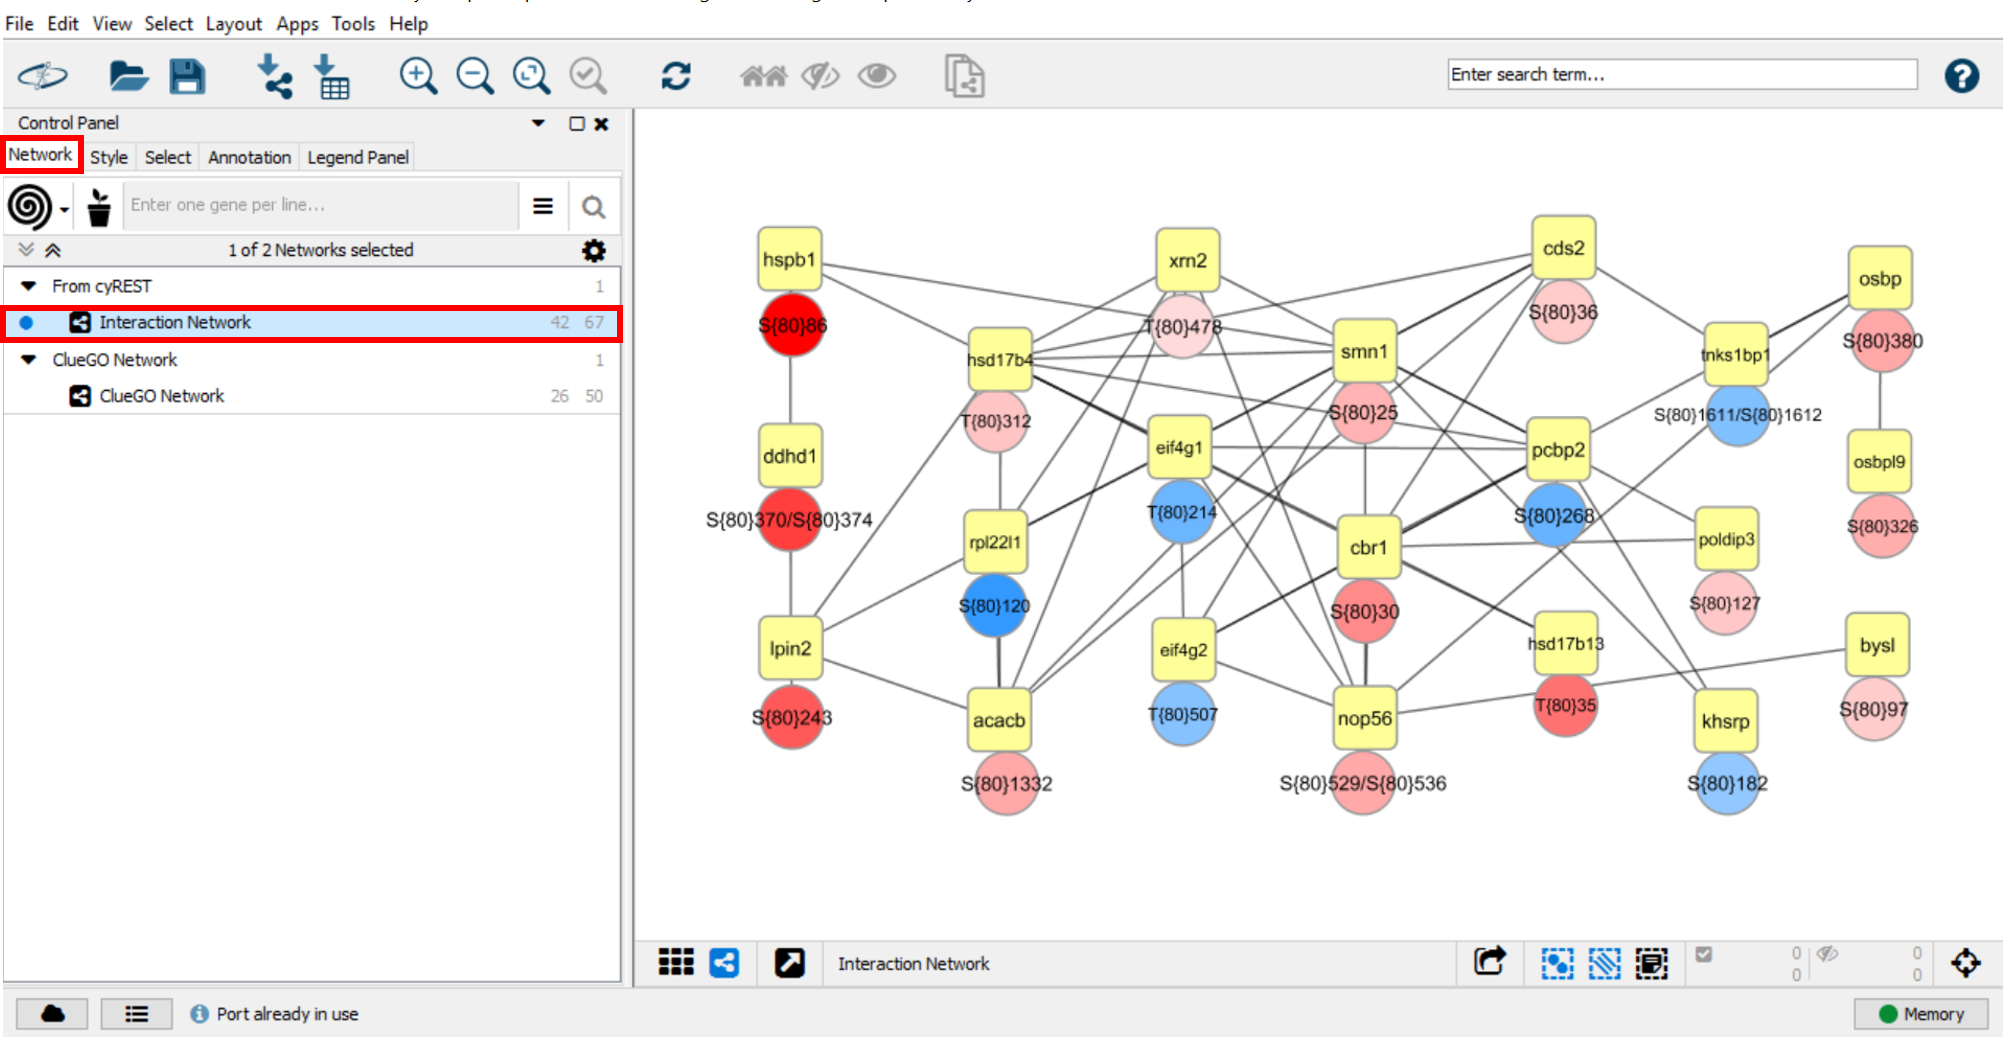 File Edit View Select Layout Apps Tools Help
Enter search term...
Control Panel
Network Style Select Annotation Legend Panel
Enter one gene per line...
1 of 2 Networks selected
From cyREST 1
Interaction Network 42 67
ClueGO Network 1
ClueGO Network 26 50
hspb1
S{80}86
ddhd1
S{80}370/S{80}374
lpin2
S{80}243
hsd17b4
T{80}312
rpl22l1
S{80}120
acacb
S{80}1332
xrn2
T{80}478
eif4g1
T{80}214
eif4g2
T{80}507
smn1
S{80}25
cbr1
S{80}30
nop56
S{80}529/S{80}536
cds2
S{80}36
pcbp2
S{80}268
hsd17b13
T{80}35
tnks1bp1
S{80}1611/S{80}1612
poldip3
S{80}127
khsrp
S{80}182
osbp
S{80}380
osbpl9
S{80}326
bysl
S{80}97
Interaction Network
0 0
0 0
Port already in use
Memory